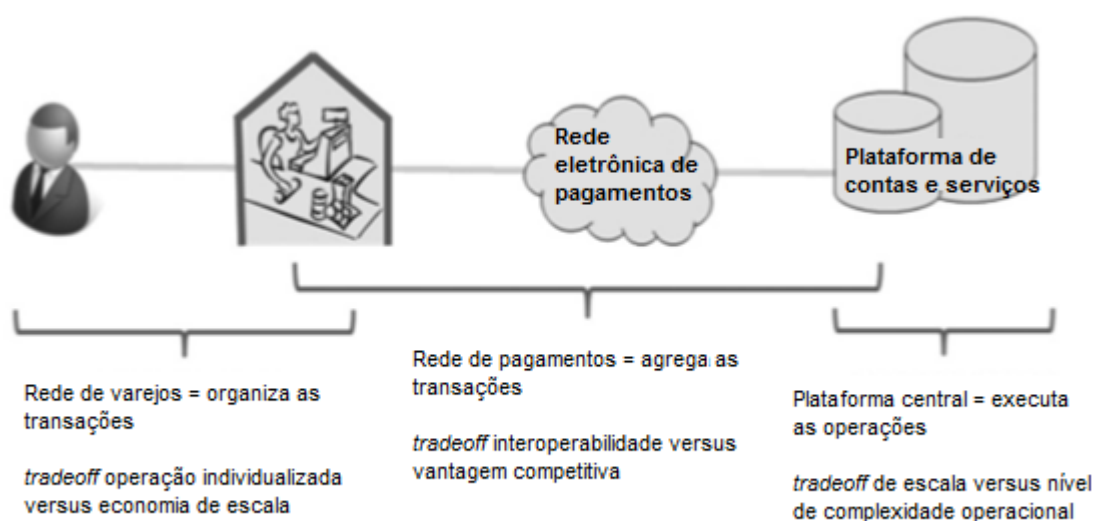 Rede
eletrônica de
pagamentos
Plataforma de
contas e serviços
Rede de varejos = organiza as
transações
tradeoff operação individualizada
versus economia de escala
Rede de pagamentos = agrega as
transações
tradeoff interoperabilidade versus
vantagem competitiva
Plataforma central = executa
as operações
tradeoff de escala versus nível
de complexidade operacional